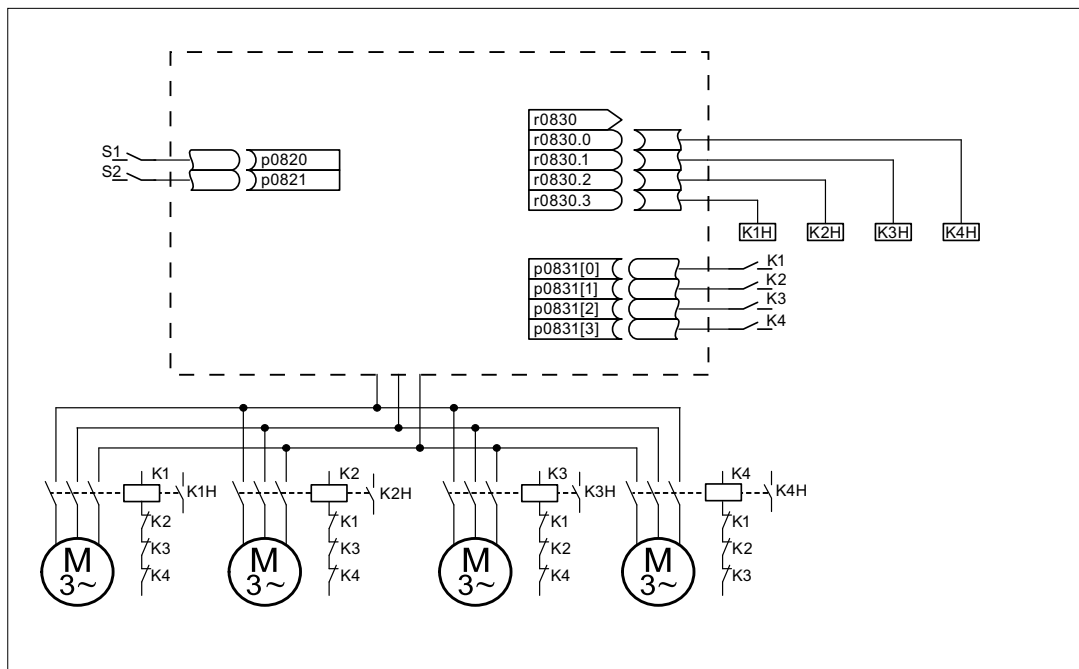 r0830
r0830.0
r0830.1
r0830.2
r0830.3
S1
S2
p0820
p0821
K1H
K2H
K3H
K4H
p0831[0]
p0831[1]
p0831[2]
p0831[3]
K1
K2
K3
K4
K1
K1H
K2
K3
K4
M
3~
K2
K2H
K1
K3
K4
M
3~
K3
K3H
K1
K2
K4
M
3~
K4
K4H
K1
K2
K3
M
3~